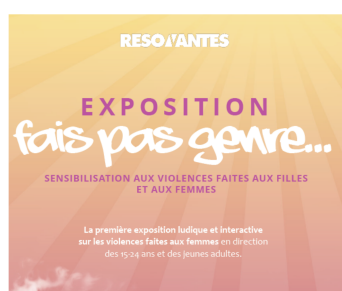 RESONANTES
EXPOSITION
fais pas genre...
SENSIBILISATION AUX VIOLENCES FAITES AUX FILLES
ET AUX FEMMES
La première exposition ludique et interactive
sur les violences faites aux femmes en direction
des 15-24 ans et des jeunes adultes.